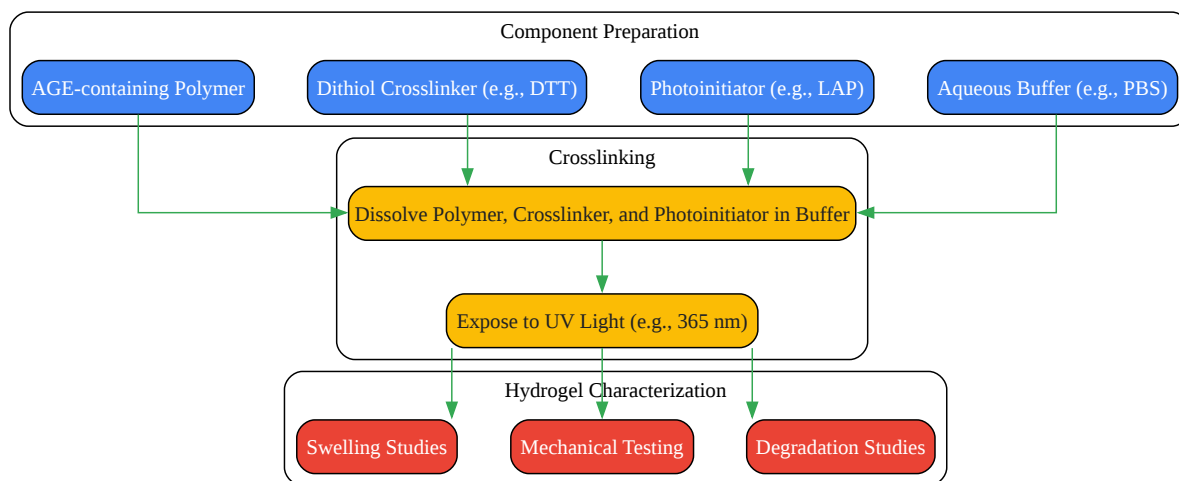 Component Preparation
AGE-containing Polymer
Dithiol Crosslinker (e.g., DTT)
Photoinitiator (e.g., LAP)
Aqueous Buffer (e.g., PBS)
Crosslinking
Dissolve Polymer, Crosslinker, and Photoinitiator in Buffer
Expose to UV Light (e.g., 365 nm)
Hydrogel Characterization
Swelling Studies
Mechanical Testing
Degradation Studies